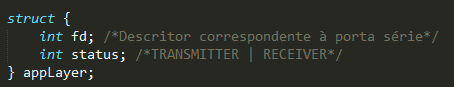 struct {
int fd; /*Descritor correspondente à porta série*/
int status; /*TRANSMITTER | RECEIVER*/
} appLayer;